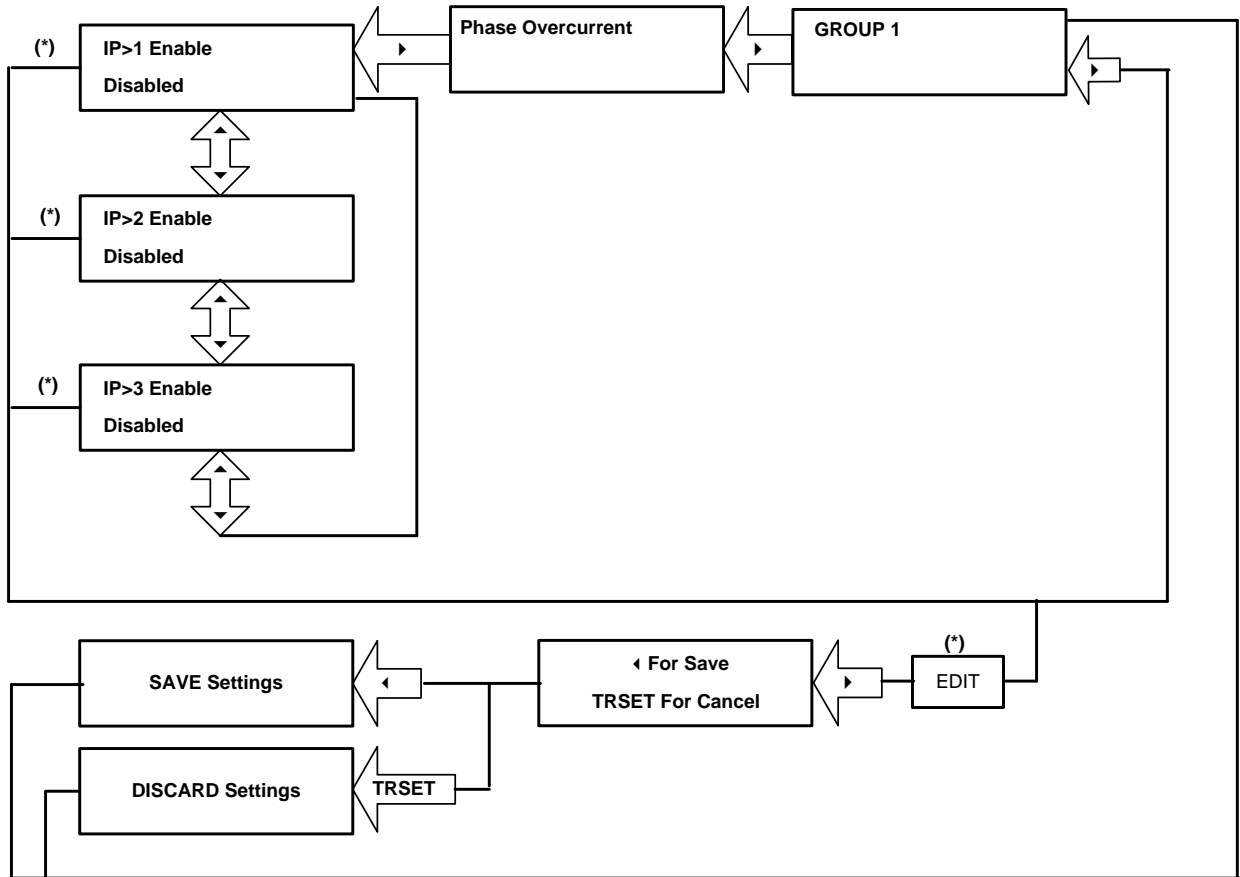 (*)
IP>1 Enable
Disabled
Phase Overcurrent
GROUP 1
(*)
IP>2 Enable
Disabled
(*)
IP>3 Enable
Disabled
(*)
SAVE Settings
For Save
TRSET For Cancel
EDIT
DISCARD Settings
TRSET